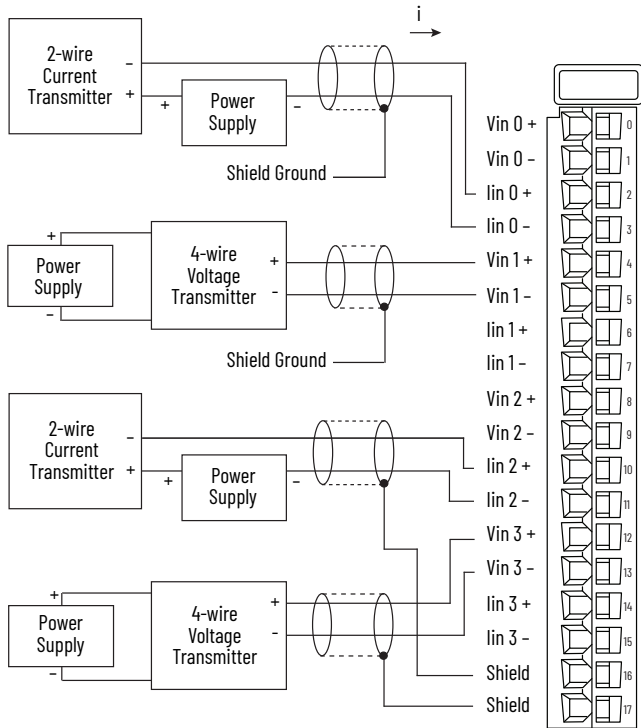 i
2-wire
Current
Transmitter
-
+
+
Power
Supply
-
Shield Ground
+
Power
Supply
-
4-wire
Voltage
Transmitter
+
-
Shield Ground
2-wire
Current
Transmitter
-
+
+
Power
Supply
-
+
Power
Supply
-
4-wire
Voltage
Transmitter
+
-
Vin 0 + 0
Vin 0 - 1
Iin 0 + 2
Iin 0 - 3
Vin 1 + 4
Vin 1 - 5
Iin 1 + 6
Iin 1 - 7
Vin 2 + 8
Vin 2 - 9
Iin 2 + 10
Iin 2 - 11
Vin 3 + 12
Vin 3 - 13
Iin 3 + 14
Iin 3 - 15
Shield 16
Shield 17